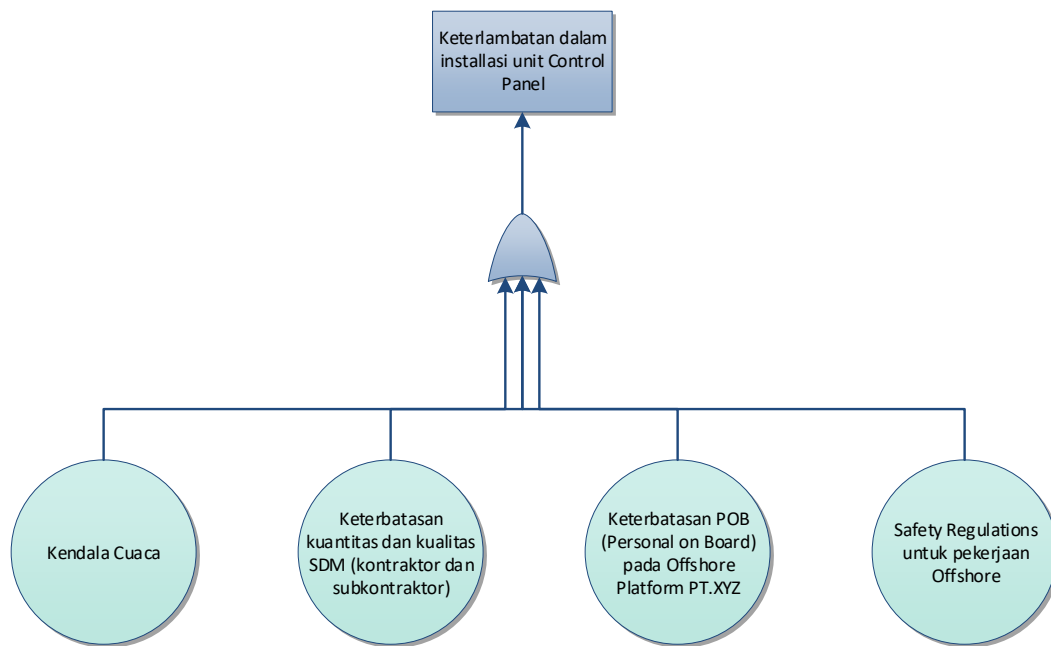 Keterlambatan dalam
installasi unit Control
Panel
Kendala Cuaca
Keterbatasan
kuantitas dan kualitas
SDM (kontraktor dan
subkontraktor)
Keterbatasan POB
(Personal on Board)
pada Offshore
Platform PT.XYZ
Safety Regulations
untuk pekerjaan
Offshore